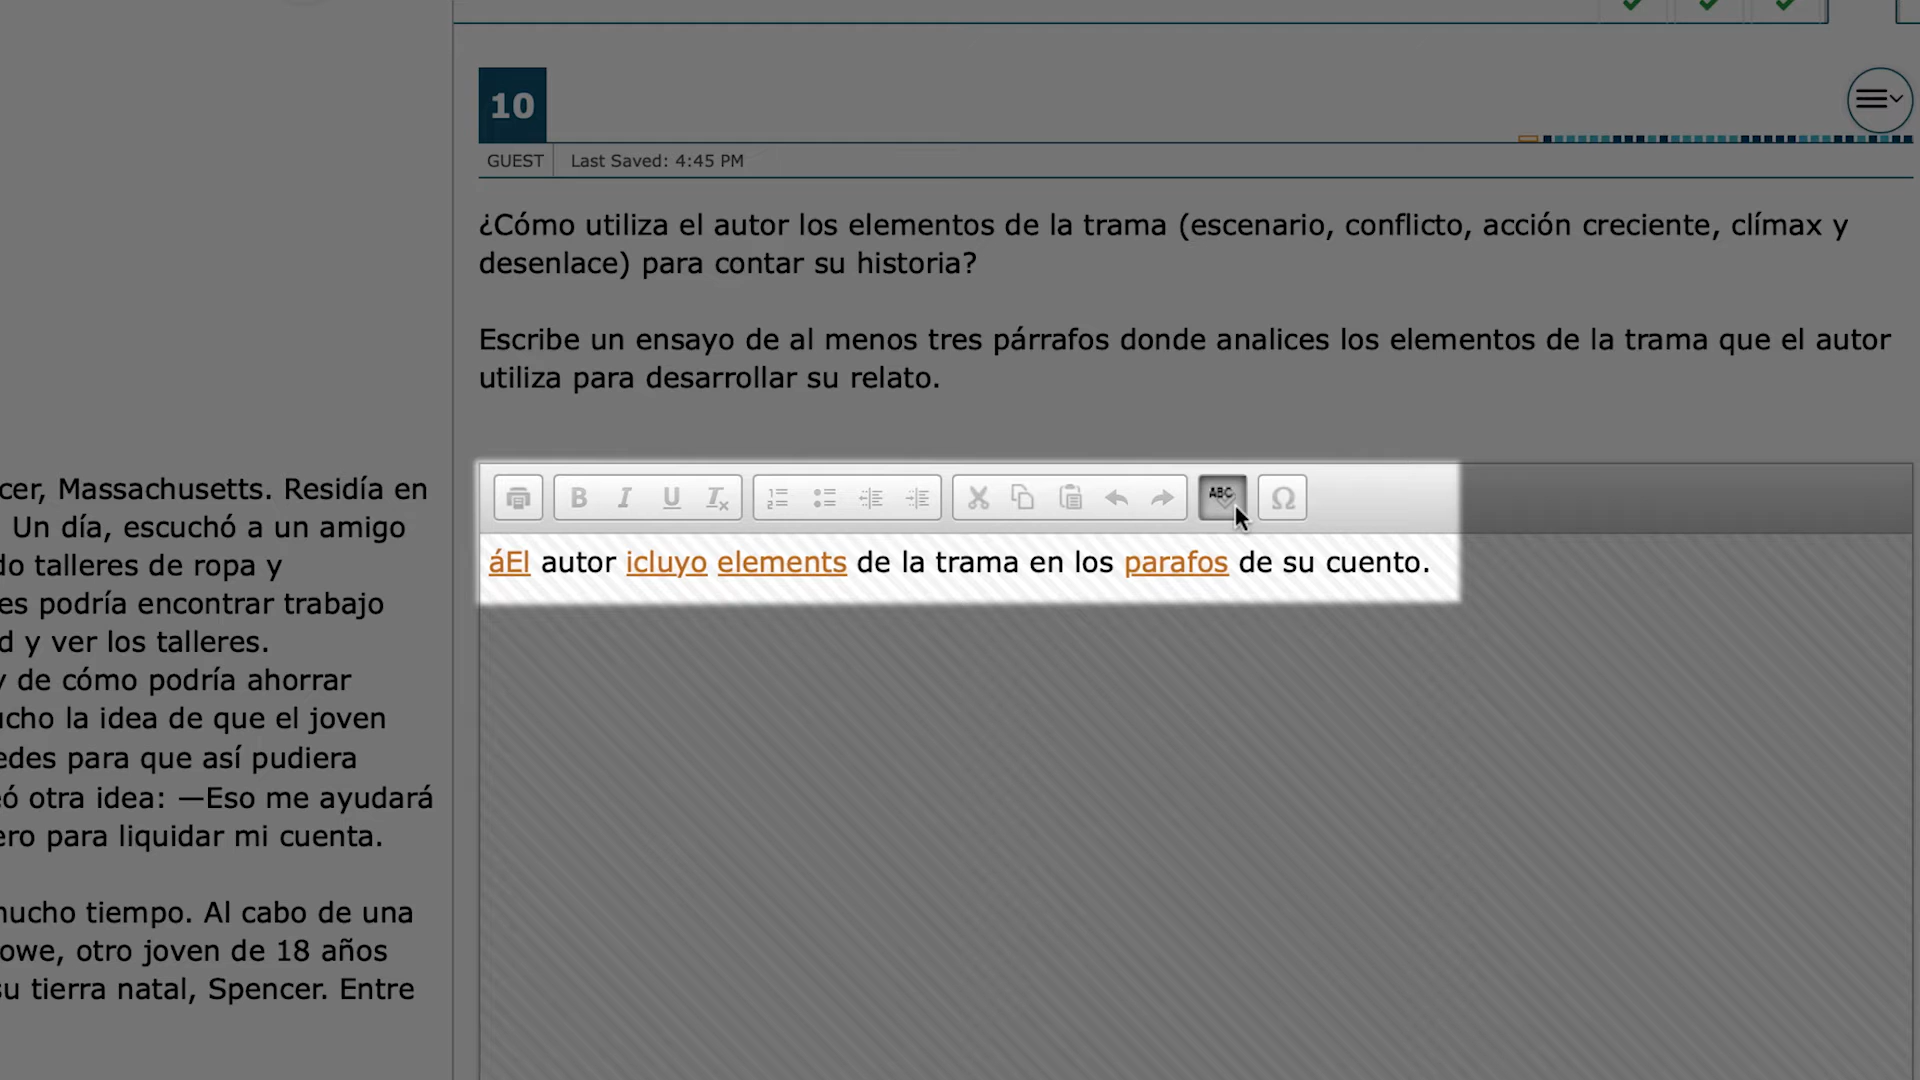 10
GUEST Last Saved: 4:45 PM
¿Cómo utiliza el autor los elementos de la trama (escenario, conflicto, acción creciente, clímax y
desenlace) para contar su historia?
Escribe un ensayo de al menos tres párrafos donde analices los elementos de la trama que el autor
utiliza para desarrollar su relato.
B I U Tx ABC Ω
áEl autor icluyo elements de la trama en los parafos de su cuento.
cer, Massachusetts. Residía en
. Un día, escuchó a un amigo
do talleres de ropa y
es podría encontrar trabajo
d y ver los talleres.
y de cómo podría ahorrar
ucho la idea de que el joven
edes para que así pudiera
eó otra idea: —Eso me ayudará
ero para liquidar mi cuenta.
mucho tiempo. Al cabo de una
owe, otro joven de 18 años
su tierra natal, Spencer. Entre